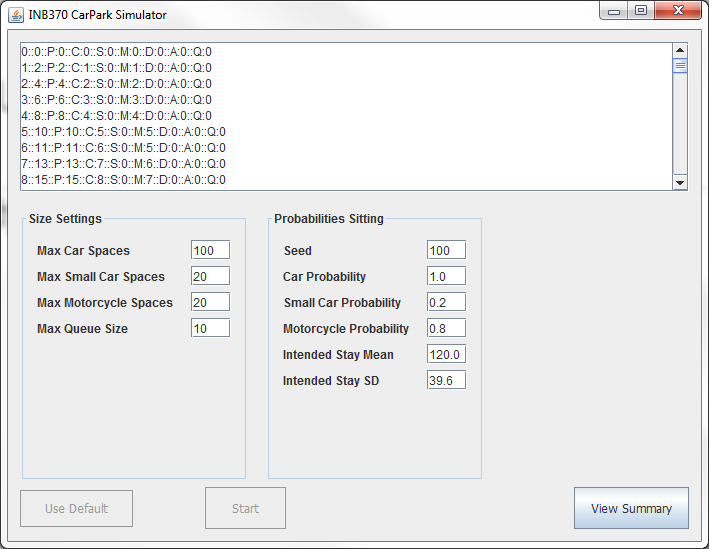 INB370 CarPark Simulator
0::0::P:0::C:0::S:0::M:0::D:0::A:0::Q:0
1::2::P:2::C:1::S:0::M:1::D:0::A:0::Q:0
2::4::P:4::C:2::S:0::M:2::D:0::A:0::Q:0
3::6::P:6::C:3::S:0::M:3::D:0::A:0::Q:0
4::8::P:8::C:4::S:0::M:4::D:0::A:0::Q:0
5::10::P:10::C:5::S:0::M:5::D:0::A:0::Q:0
6::11::P:11::C:6::S:0::M:5::D:0::A:0::Q:0
7::13::P:13::C:7::S:0::M:6::D:0::A:0::Q:0
8::15::P:15::C:8::S:0::M:7::D:0::A:0::Q:0
Size Settings
Max Car Spaces 100
Max Small Car Spaces 20
Max Motorcycle Spaces 20
Max Queue Size 10
Probabilities Sitting
Seed 100
Car Probability 1.0
Small Car Probability 0.2
Motorcycle Probability 0.8
Intended Stay Mean 120.0
Intended Stay SD 39.6
Use Default
Start
View Summary